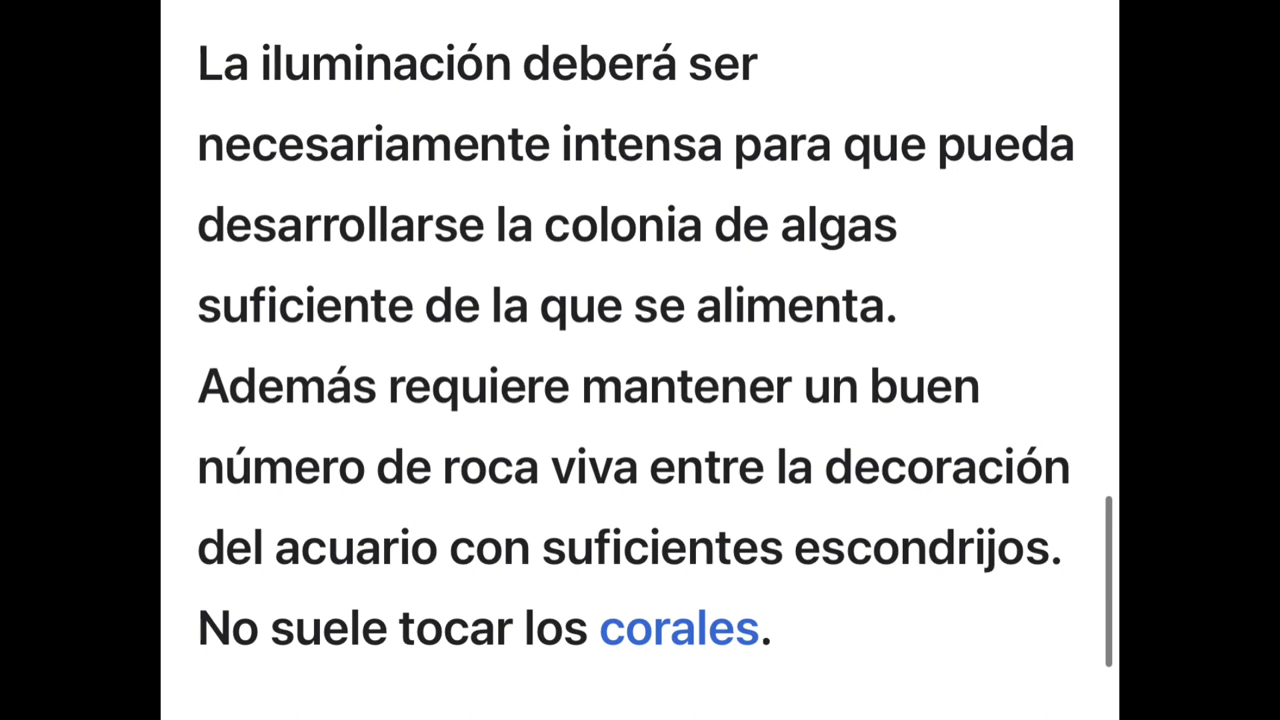 La iluminación deberá ser
necesariamente intensa para que pueda
desarrollarse la colonia de algas
suficiente de la que se alimenta.
Además requiere mantener un buen
número de roca viva entre la decoración
del acuario con suficientes escondrijos.
No suele tocar los corales.